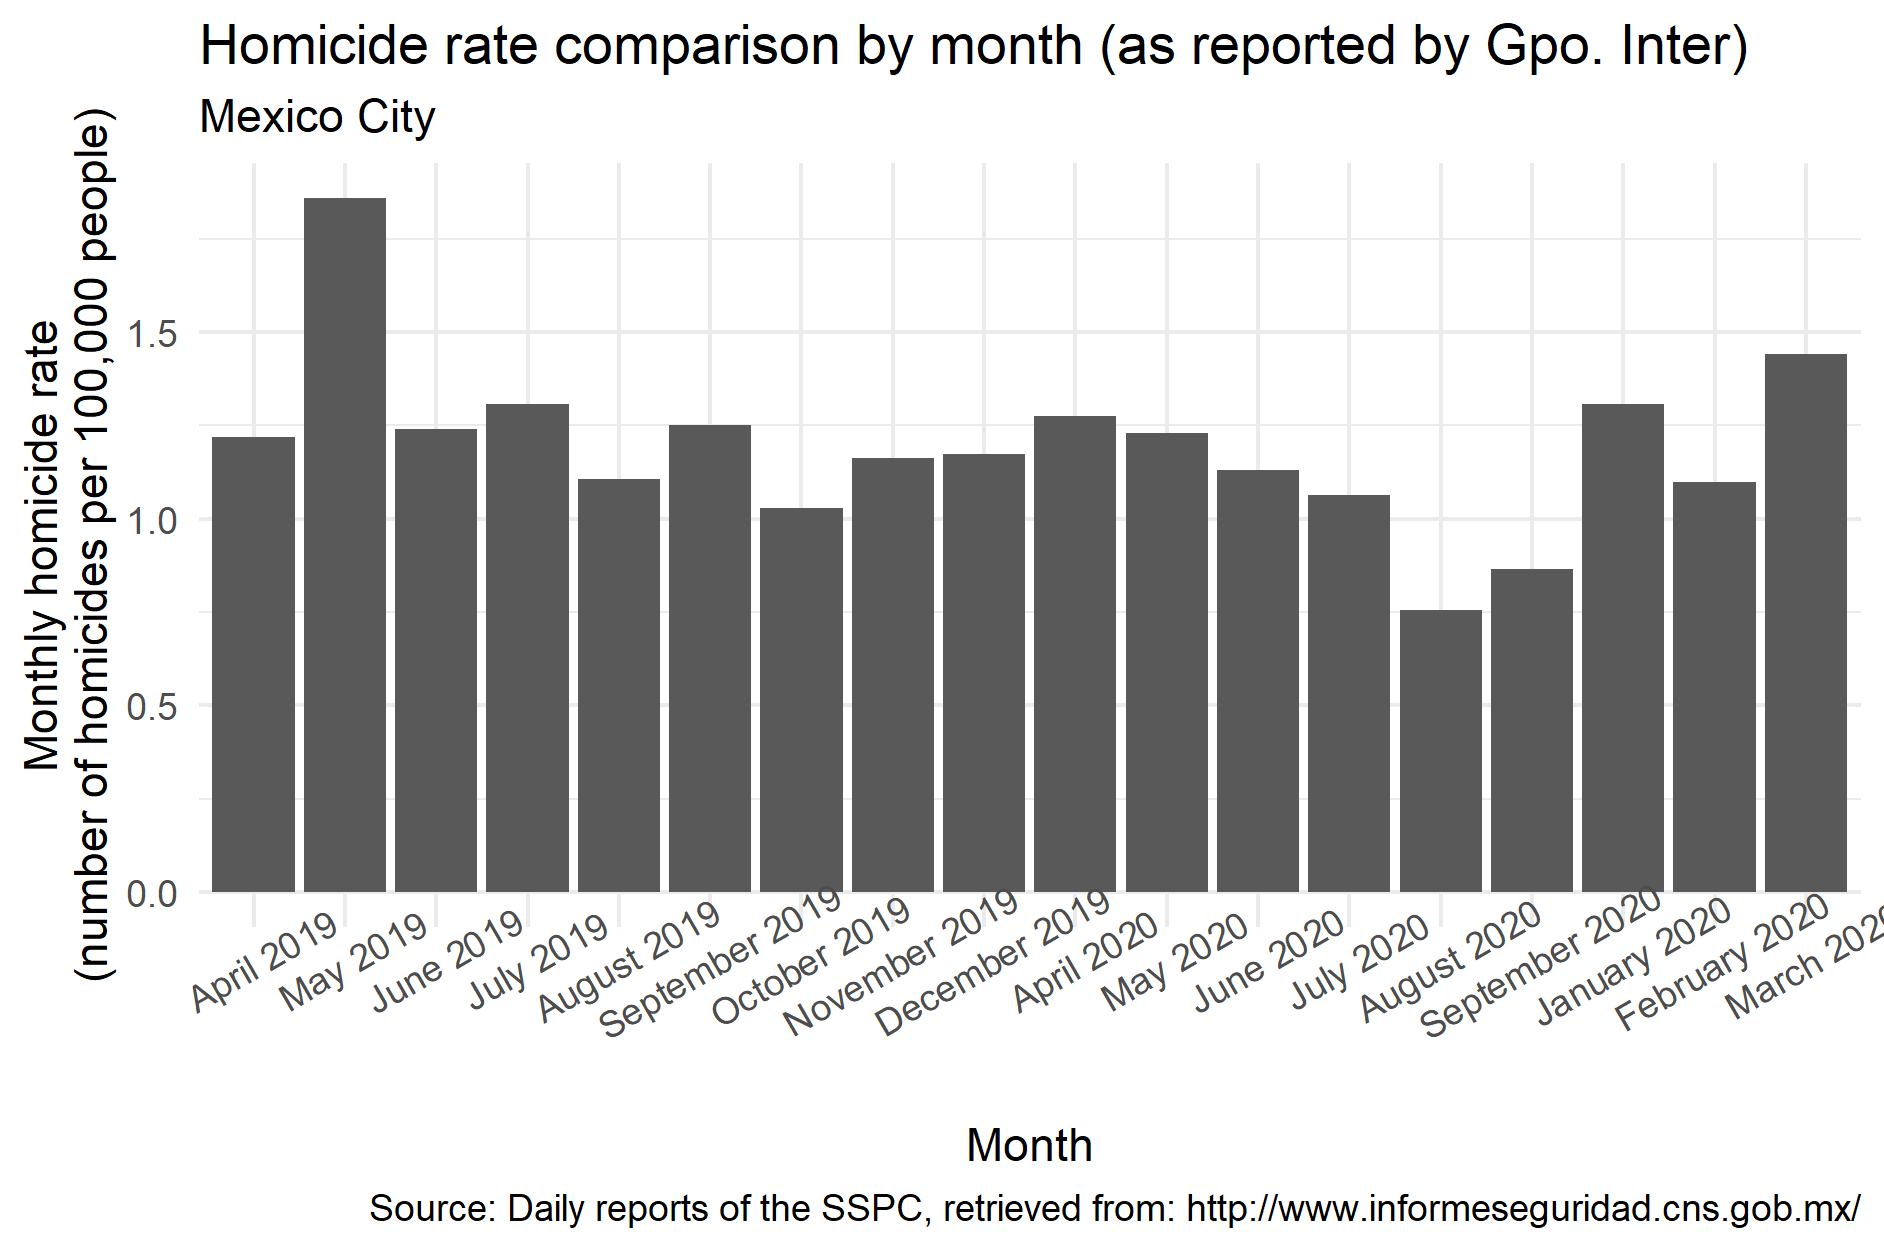 Homicide rate comparison by month (as reported by Gpo. Inter)
Mexico City
Monthly homicide rate
(number of homicides per 100,000 people)
1.5
1.0
0.5
0.0
April 2019
May 2019
June 2019
July 2019
August 2019
September 2019
October 2019
November 2019
December 2019
April 2020
May 2020
June 2020
July 2020
August 2020
September 2020
January 2020
February 2020
March 2020
Month
Source: Daily reports of the SSPC, retrieved from: http://www.informeseguridad.cns.gob.mx/